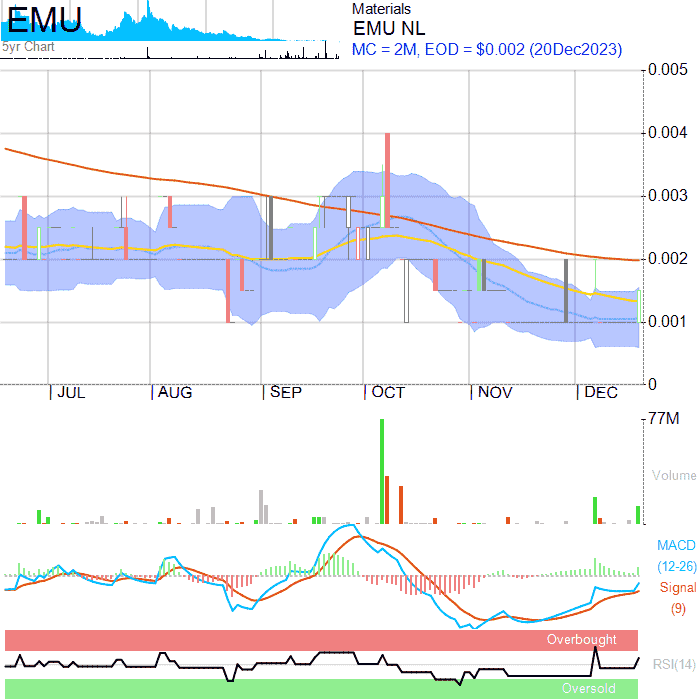 EMU
5yr Chart
Materials
EMU NL
MC = 2M, EOD = $0.002 (20Dec2023)
0.005
0.004
0.003
0.002
0.001
0
JUL AUG SEP OCT NOV DEC
77M
Volume
MACD
(12-26)
Signal
(9)
Overbought
RSI(14)
Oversold